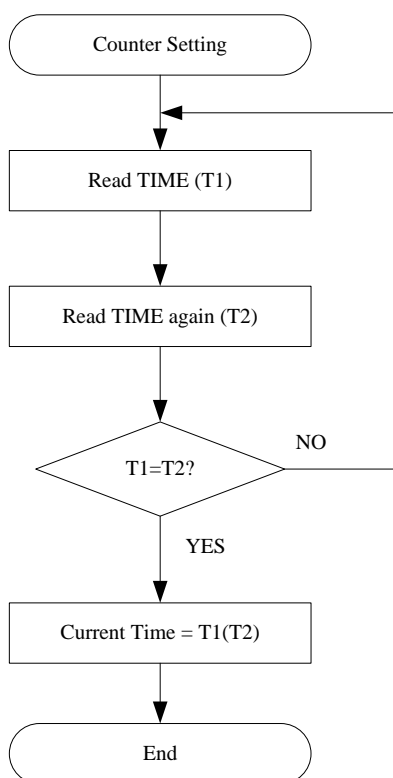 Counter Setting
Read TIME (T1)
Read TIME again (T2)
T1=T2?
NO
YES
Current Time = T1(T2)
End